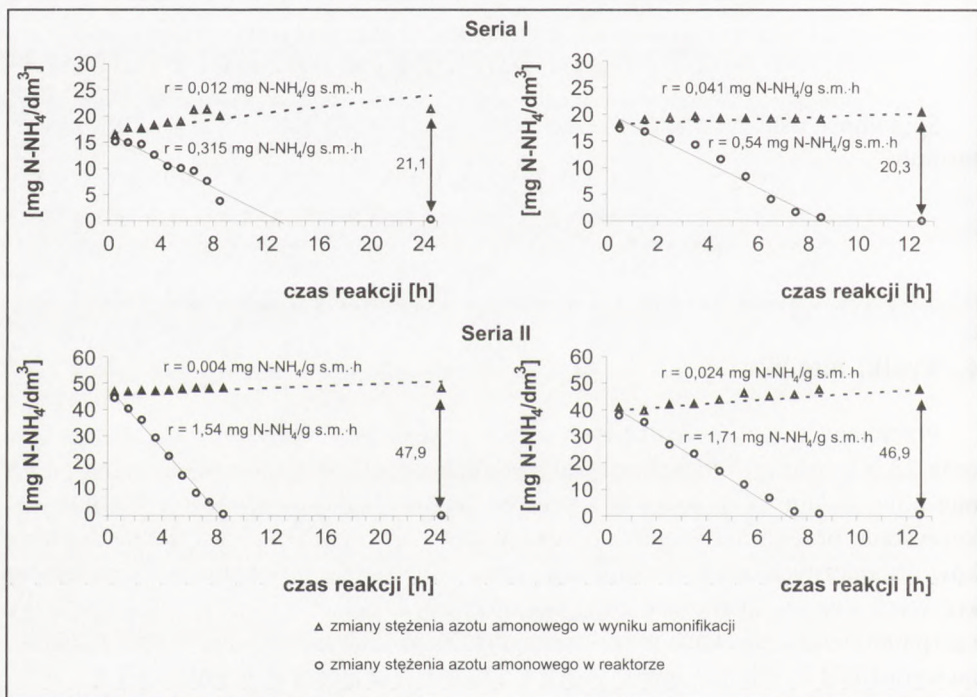 Seria I
[mg N-NH4/dm³]
30
25
20
15
10
5
0
r = 0,012 mg N-NH4/g s.m.·h
r = 0,315 mg N-NH4/g s.m.·h
21,1
0 4 8 12 16 20 24
czas reakcji [h]
[mg N-NH4/dm³]
30
25
20
15
10
5
0
r = 0,041 mg N-NH4/g s.m.·h
r = 0,54 mg N-NH4/g s.m.·h
20,3
0 2 4 6 8 10 12
czas reakcji [h]
Seria II
[mg N-NH4/dm³]
60
50
40
30
20
10
0
r = 0,004 mg N-NH4/g s.m.·h
r = 1,54 mg N-NH4/g s.m.·h
47,9
0 4 8 12 16 20 24
czas reakcji [h]
[mg N-NH4/dm³]
60
50
40
30
20
10
0
r = 0,024 mg N-NH4/g s.m.·h
r = 1,71 mg N-NH4/g s.m.·h
46,9
0 2 4 6 8 10 12
czas reakcji [h]
zmiany stężenia azotu amonowego w wyniku amonifikacji
zmiany stężenia azotu amonowego w reaktorze